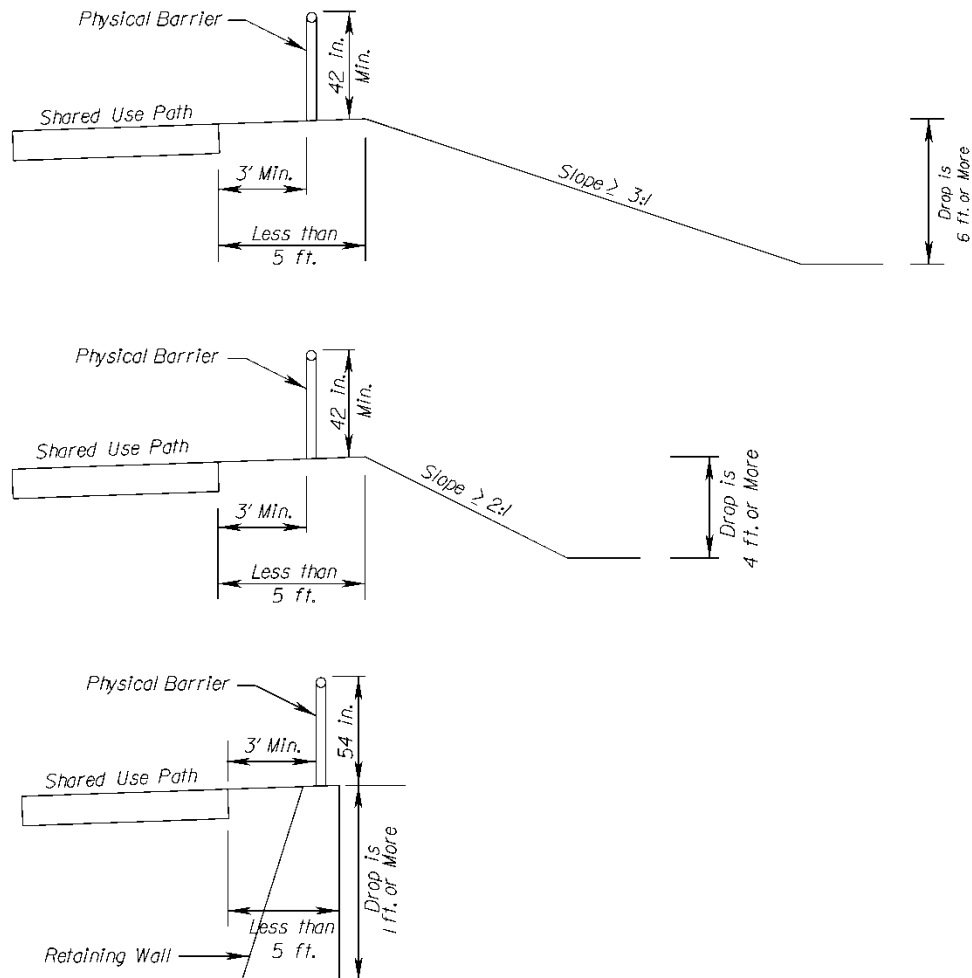 Physical Barrier
42 in.
Min.
Shared Use Path
3' Min.
Slope ≥ 3:1
Less than
5 ft.
Drop is
6 ft. or More
Physical Barrier
42 in.
Min.
Shared Use Path
3' Min.
Slope ≥ 2:1
Less than
5 ft.
Drop is
4 ft. or More
Physical Barrier
54 in.
3' Min.
Shared Use Path
Drop is
1 ft. or More
Less than
5 ft.
Retaining Wall